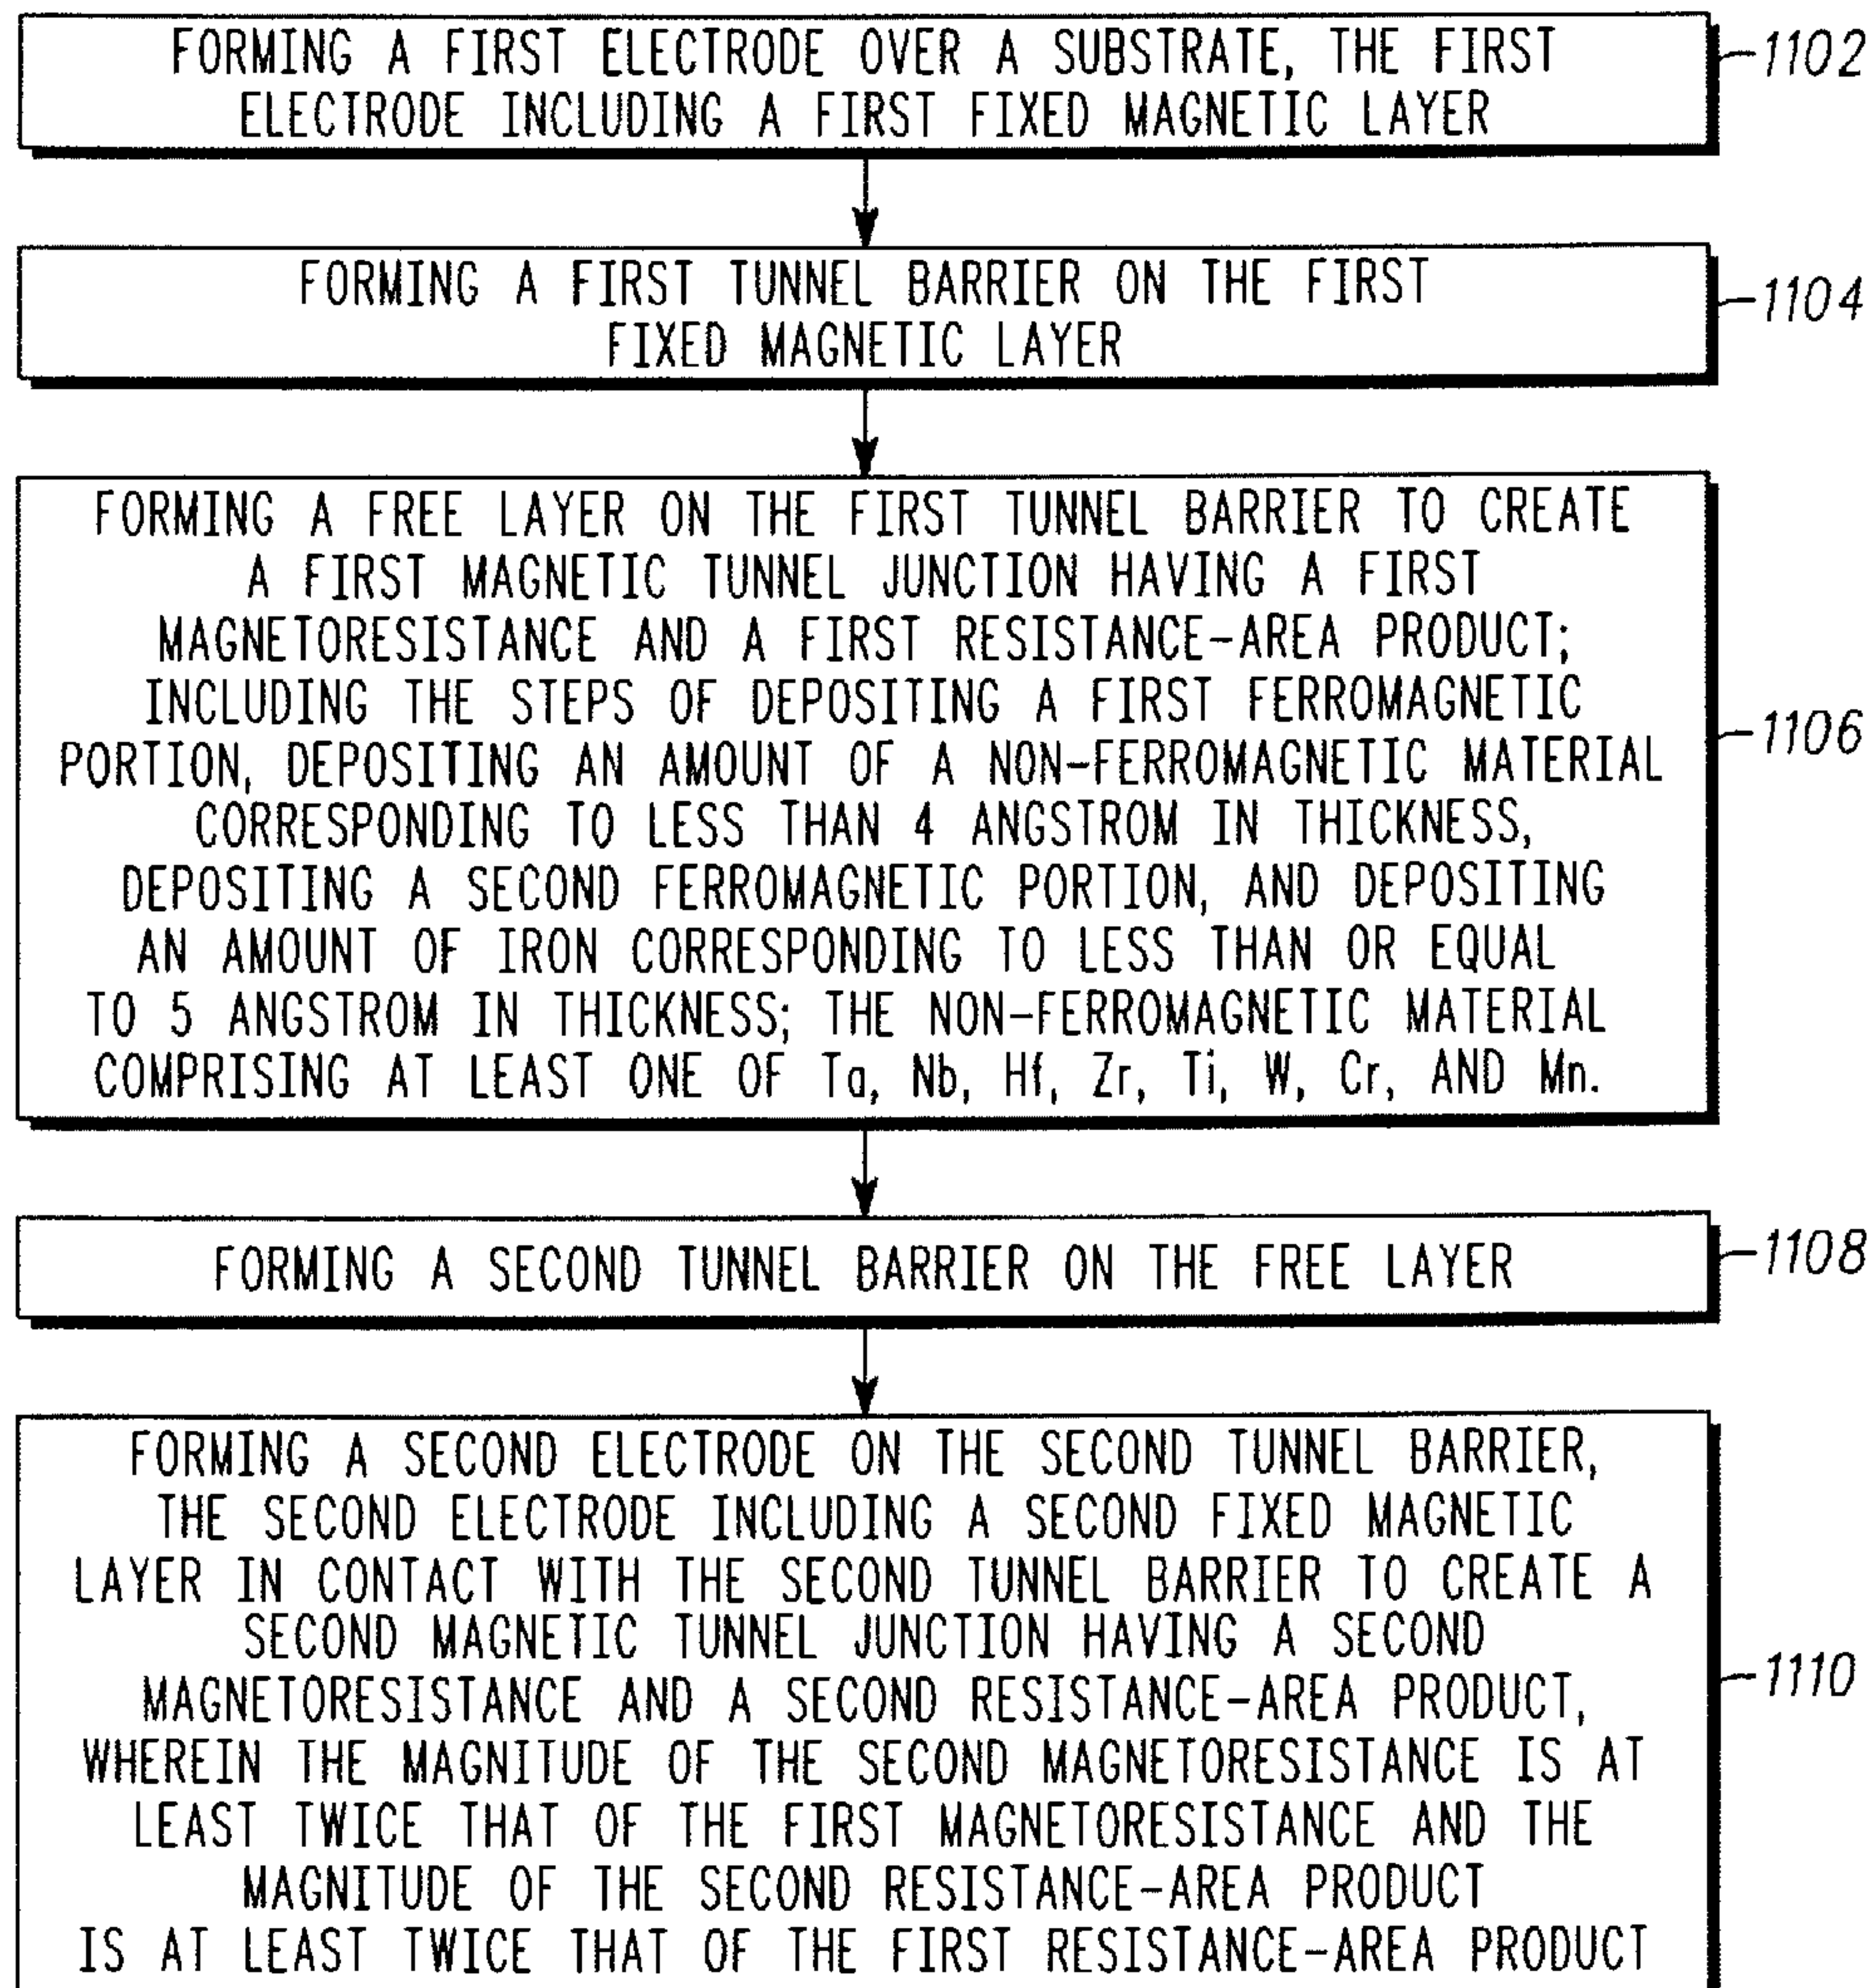 FORMING A FIRST ELECTRODE OVER A SUBSTRATE, THE FIRST
ELECTRODE INCLUDING A FIRST FIXED MAGNETIC LAYER
1102
FORMING A FIRST TUNNEL BARRIER ON THE FIRST
FIXED MAGNETIC LAYER
1104
FORMING A FREE LAYER ON THE FIRST TUNNEL BARRIER TO CREATE
A FIRST MAGNETIC TUNNEL JUNCTION HAVING A FIRST
MAGNETORESISTANCE AND A FIRST RESISTANCE-AREA PRODUCT;
INCLUDING THE STEPS OF DEPOSITING A FIRST FERROMAGNETIC
PORTION, DEPOSITING AN AMOUNT OF A NON-FERROMAGNETIC MATERIAL
CORRESPONDING TO LESS THAN 4 ANGSTROM IN THICKNESS,
DEPOSITING A SECOND FERROMAGNETIC PORTION, AND DEPOSITING
AN AMOUNT OF IRON CORRESPONDING TO LESS THAN OR EQUAL
TO 5 ANGSTROM IN THICKNESS; THE NON-FERROMAGNETIC MATERIAL
COMPRISING AT LEAST ONE OF Ta, Nb, Hf, Zr, Ti, W, Cr, AND Mn.
1106
FORMING A SECOND TUNNEL BARRIER ON THE FREE LAYER
1108
FORMING A SECOND ELECTRODE ON THE SECOND TUNNEL BARRIER,
THE SECOND ELECTRODE INCLUDING A SECOND FIXED MAGNETIC
LAYER IN CONTACT WITH THE SECOND TUNNEL BARRIER TO CREATE A
SECOND MAGNETIC TUNNEL JUNCTION HAVING A SECOND
MAGNETORESISTANCE AND A SECOND RESISTANCE-AREA PRODUCT,
WHEREIN THE MAGNITUDE OF THE SECOND MAGNETORESISTANCE IS AT
LEAST TWICE THAT OF THE FIRST MAGNETORESISTANCE AND THE
MAGNITUDE OF THE SECOND RESISTANCE-AREA PRODUCT
IS AT LEAST TWICE THAT OF THE FIRST RESISTANCE-AREA PRODUCT
1110